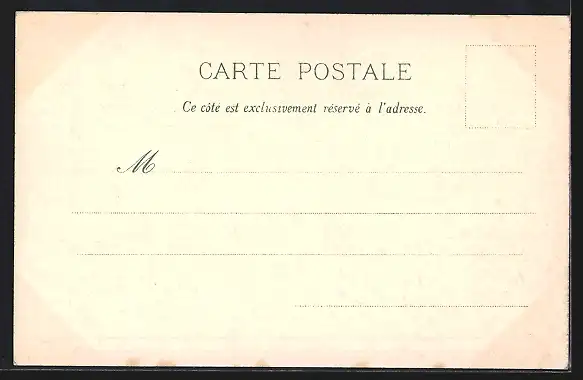 CARTE POSTALE
Ce côté est exclusivement réservé à l'adresse.
M